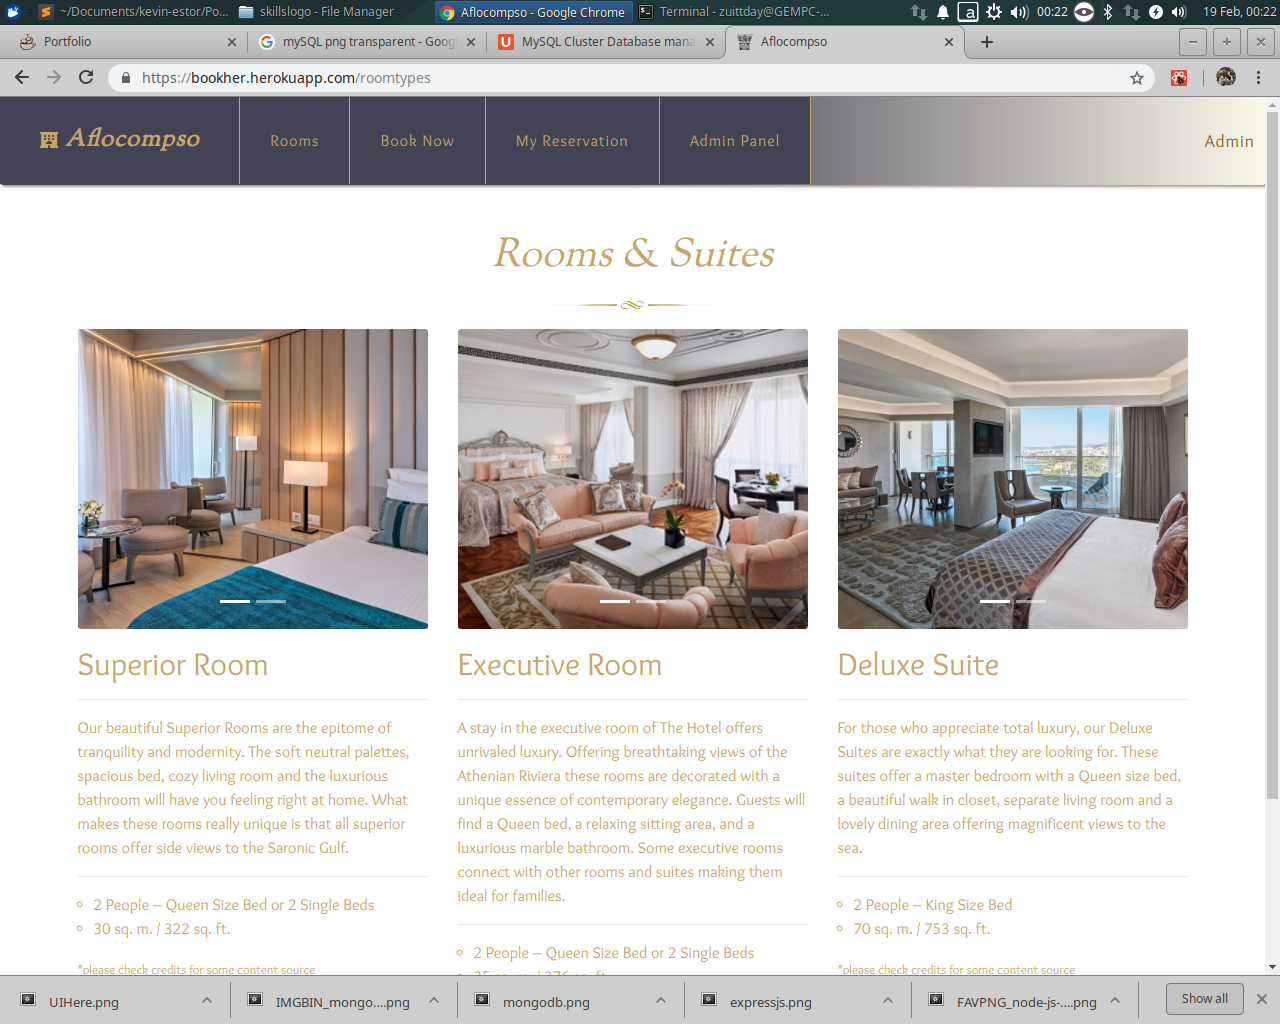 ~/Documents/kevin-estor/Po...
skillslogo - File Manager
Aflocompso - Google Chrome
Terminal - zuittday@GEMPC-...
a
00:22
19 Feb, 00:22
Portfolio
mySQL png transparent - Goog
MySQL Cluster Database mana
Aflocompso
https://bookher.herokuapp.com/roomtypes
Aflocompso
Rooms
Book Now
My Reservation
Admin Panel
Admin
Rooms & Suites
Superior Room
Our beautiful Superior Rooms are the epitome of
tranquility and modernity. The soft neutral palettes,
spacious bed, cozy living room and the luxurious
bathroom will have you feeling right at home. What
makes these rooms really unique is that all superior
rooms offer side views to the Saronic Gulf.
2 People – Queen Size Bed or 2 Single Beds
30 sq. m. / 322 sq. ft.
*please check credits for some content source
Executive Room
A stay in the executive room of The Hotel offers
unrivaled luxury. Offering breathtaking views of the
Athenian Riviera these rooms are decorated with a
unique essence of contemporary elegance. Guests will
find a Queen bed, a relaxing sitting area, and a
luxurious marble bathroom. Some executive rooms
connect with other rooms and suites making them
ideal for families.
2 People – Queen Size Bed or 2 Single Beds
Deluxe Suite
For those who appreciate total luxury, our Deluxe
Suites are exactly what they are looking for. These
suites offer a master bedroom with a Queen size bed,
a beautiful walk in closet, separate living room and a
lovely dining area offering magnificent views to the
sea.
2 People – King Size Bed
70 sq. m. / 753 sq. ft.
*please check credits for some content source
UIHere.png
IMGBIN_mongo....png
mongodb.png
expressjs.png
FAVPNG_node-js-....png
Show all